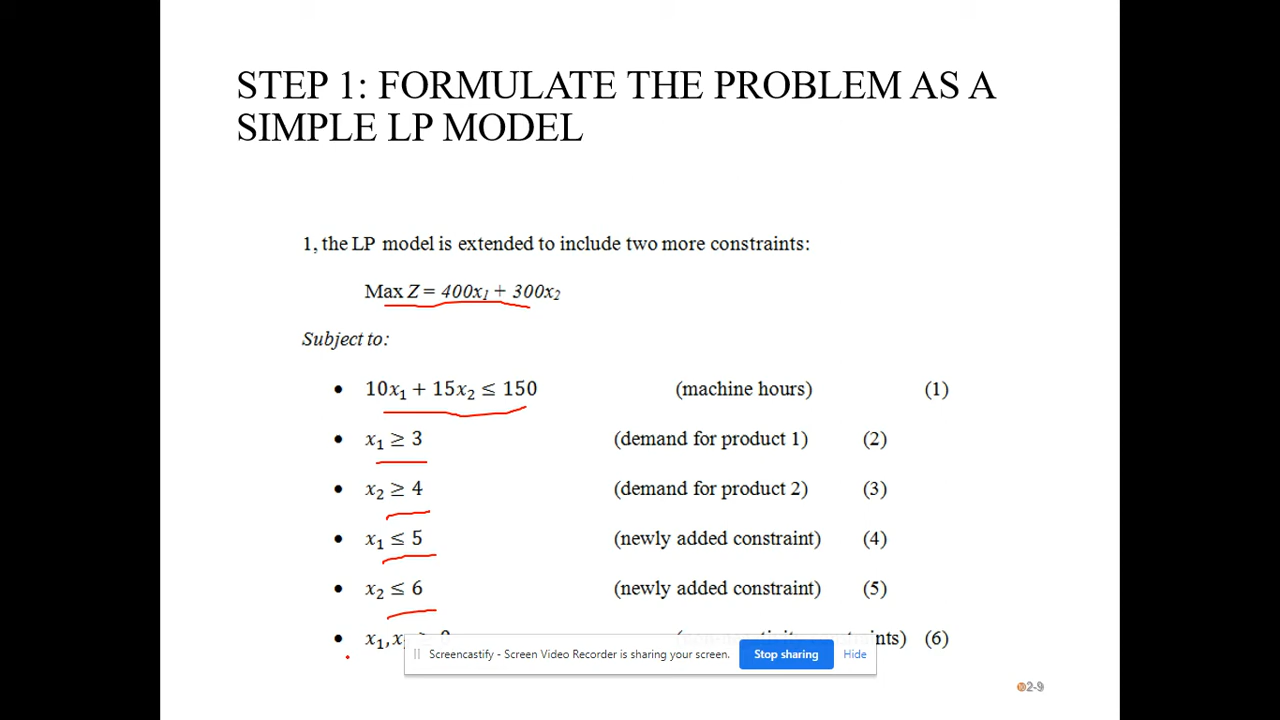 STEP 1: FORMULATE THE PROBLEM AS A
SIMPLE LP MODEL
1, the LP model is extended to include two more constraints:
Max Z = 400x₁ + 300x₂
Subject to:
• 10x₁ + 15x₂ ≤ 150 (machine hours) (1)
• x₁ ≥ 3 (demand for product 1) (2)
• x₂ ≥ 4 (demand for product 2) (3)
• x₁ ≤ 5 (newly added constraint) (4)
• x₂ ≤ 6 (newly added constraint) (5)
• x₁, (6)
Screencastify - Screen Video Recorder is sharing your screen. Stop sharing Hide
2-9